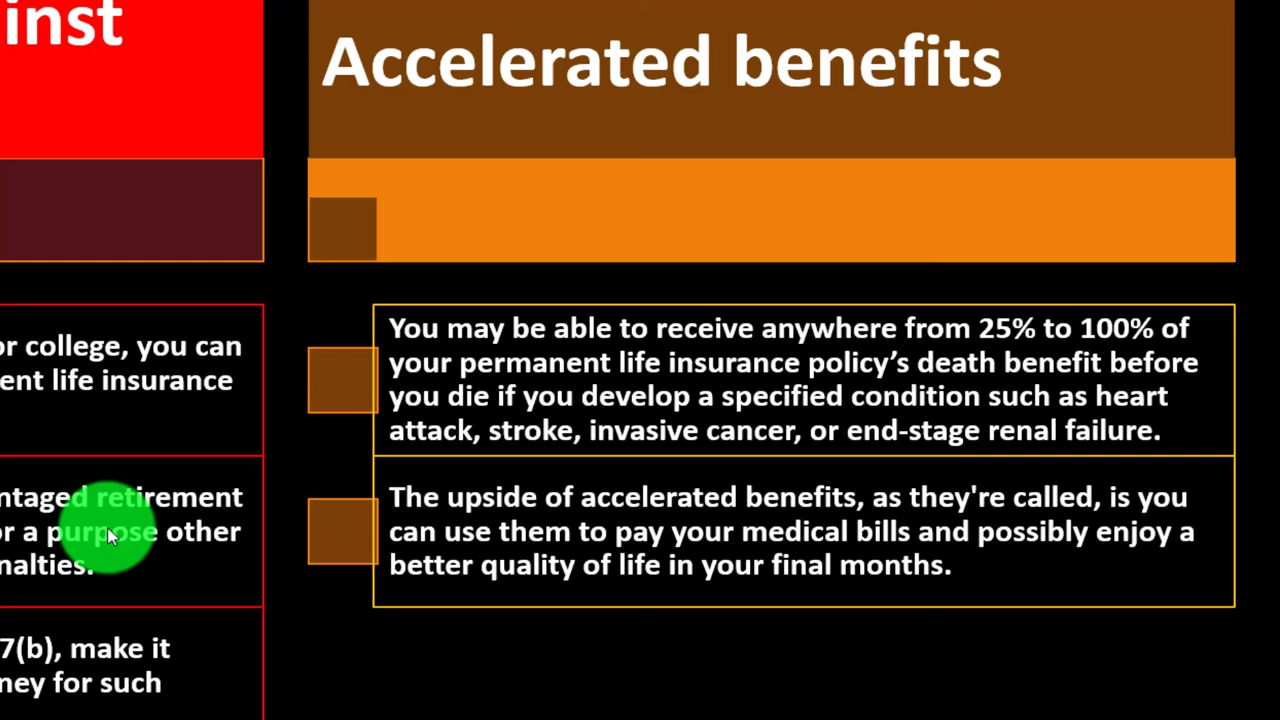 inst
or college, you can
ent life insurance
ntaged retirement
or a purpose other
nalties.
7(b), make it
ney for such
Accelerated benefits
You may be able to receive anywhere from 25% to 100% of
your permanent life insurance policy’s death benefit before
you die if you develop a specified condition such as heart
attack, stroke, invasive cancer, or end-stage renal failure.
The upside of accelerated benefits, as they're called, is you
can use them to pay your medical bills and possibly enjoy a
better quality of life in your final months.